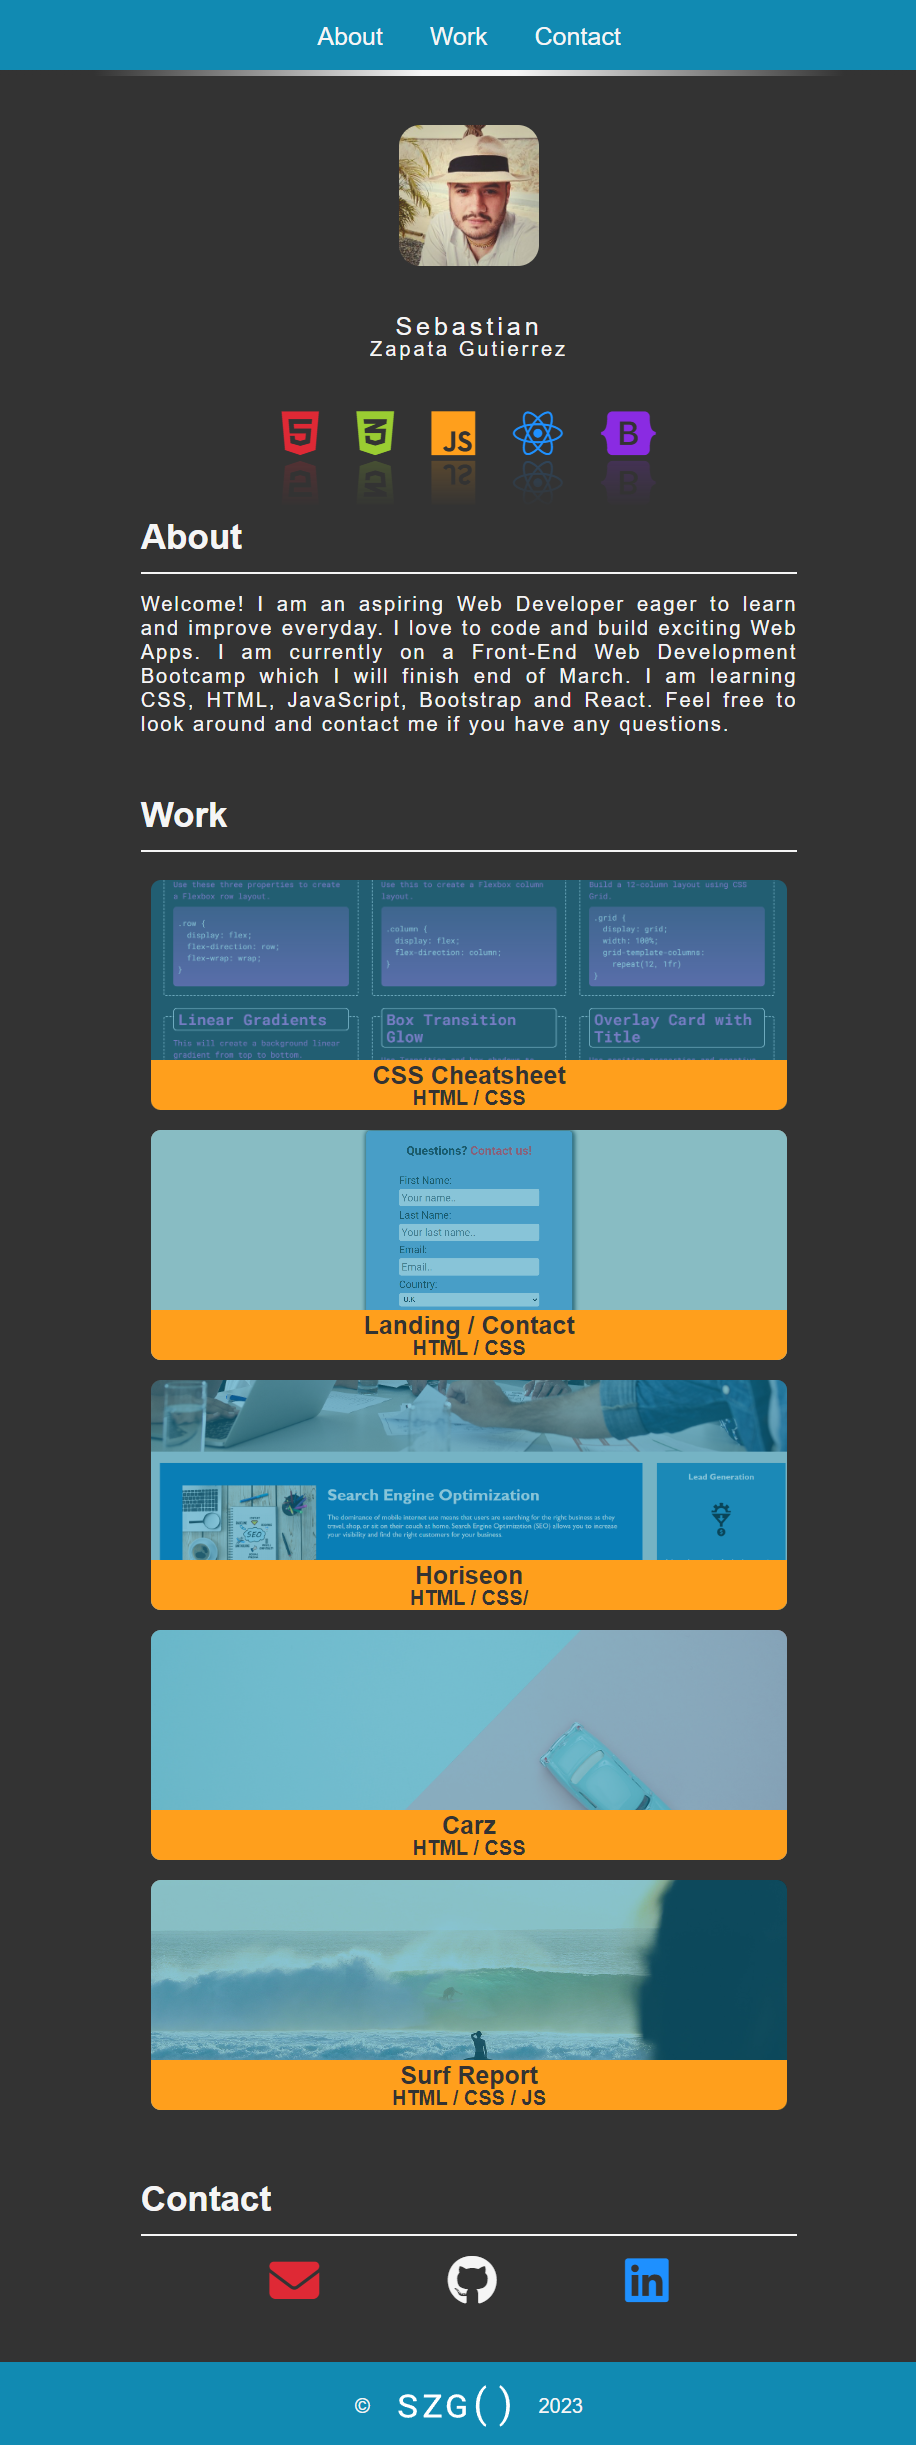 About Work Contact
Sebastian
Zapata Gutierrez
5 3 JS B
About
Welcome! I am an aspiring Web Developer eager to learn
and improve everyday. I love to code and build exciting Web
Apps. I am currently on a Front-End Web Development
Bootcamp which I will finish end of March. I am learning
CSS, HTML, JavaScript, Bootstrap and React. Feel free to
look around and contact me if you have any questions.
Work
Use these three properties to create
a Flexbox row layout.
.row {
display: flex;
flex-direction: row;
flex-wrap: wrap;
}
Use this to create a Flexbox column
layout.
.column {
display: flex;
flex-direction: column;
}
Build a 12-column layout using CSS
Grid.
.grid {
display: grid;
width: 100%;
grid-template-columns:
repeat(12, 1fr)
}
Linear Gradients
This will create a background linear
gradient from top to bottom.
Box Transition
Glow
Overlay Card with
Title
CSS Cheatsheet
HTML / CSS
Questions? Contact us!
First Name:
Your name..
Last Name:
Your last name..
Email:
Email..
Country:
U.K
Landing / Contact
HTML / CSS
SEO
Search Engine Optimization
The dominance of mobile internet use means that users are searching for the right business as they
travel, shop, or sit on their couch at home. Search Engine Optimization (SEO) allows you to increase
your visibility and find the right customers for your business.
Lead Generation
Horiseon
HTML / CSS/
Carz
HTML / CSS
Surf Report
HTML / CSS / JS
Contact
in
© SZG() 2023